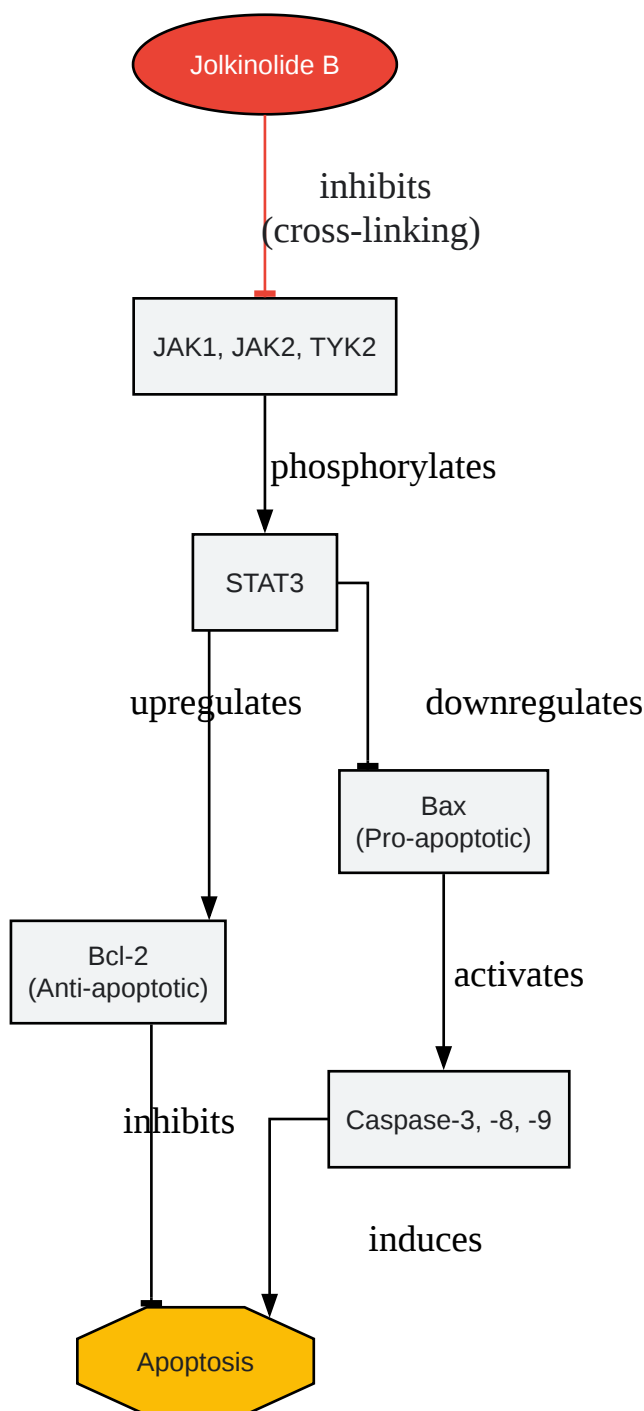 Jolkinolide B
inhibits
(cross-linking)
JAK1, JAK2, TYK2
phosphorylates
STAT3
upregulates
downregulates
Bax
(Pro-apoptotic)
Bcl-2
(Anti-apoptotic)
activates
inhibits
Caspase-3, -8, -9
induces
Apoptosis